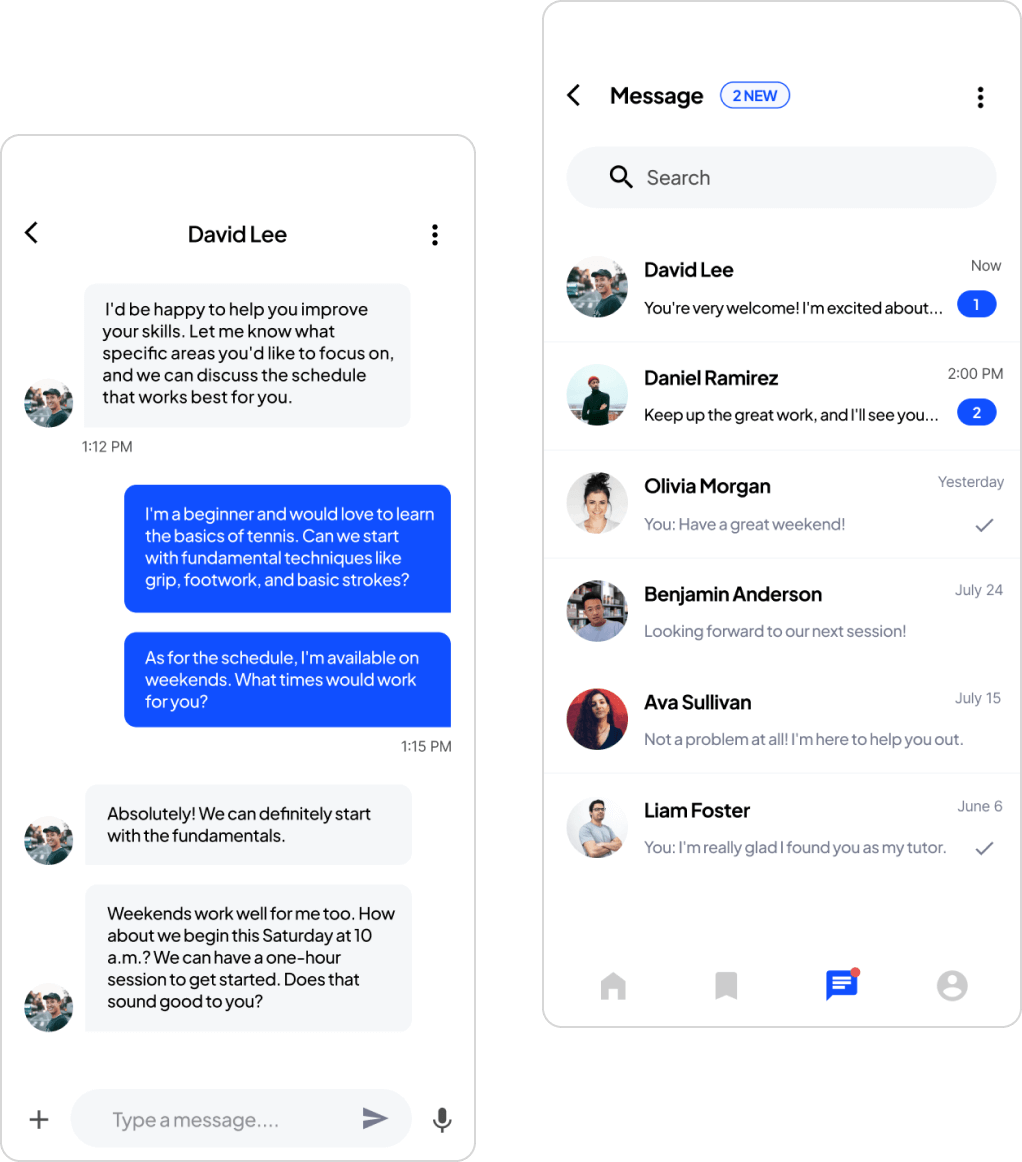 David Lee
I'd be happy to help you improve
your skills. Let me know what
specific areas you'd like to focus on,
and we can discuss the schedule
that works best for you.
1:12 PM
I'm a beginner and would love to learn
the basics of tennis. Can we start
with fundamental techniques like
grip, footwork, and basic strokes?
As for the schedule, I'm available on
weekends. What times would work
for you?
1:15 PM
Absolutely! We can definitely start
with the fundamentals.
Weekends work well for me too. How
about we begin this Saturday at 10
a.m.? We can have a one-hour
session to get started. Does that
sound good to you?
Type a message....
Message 2 NEW
Search
David Lee Now
You're very welcome! I'm excited about... 1
Daniel Ramirez 2:00 PM
Keep up the great work, and I'll see you... 2
Olivia Morgan Yesterday
You: Have a great weekend!
Benjamin Anderson July 24
Looking forward to our next session!
Ava Sullivan July 15
Not a problem at all! I'm here to help you out.
Liam Foster June 6
You: I'm really glad I found you as my tutor.